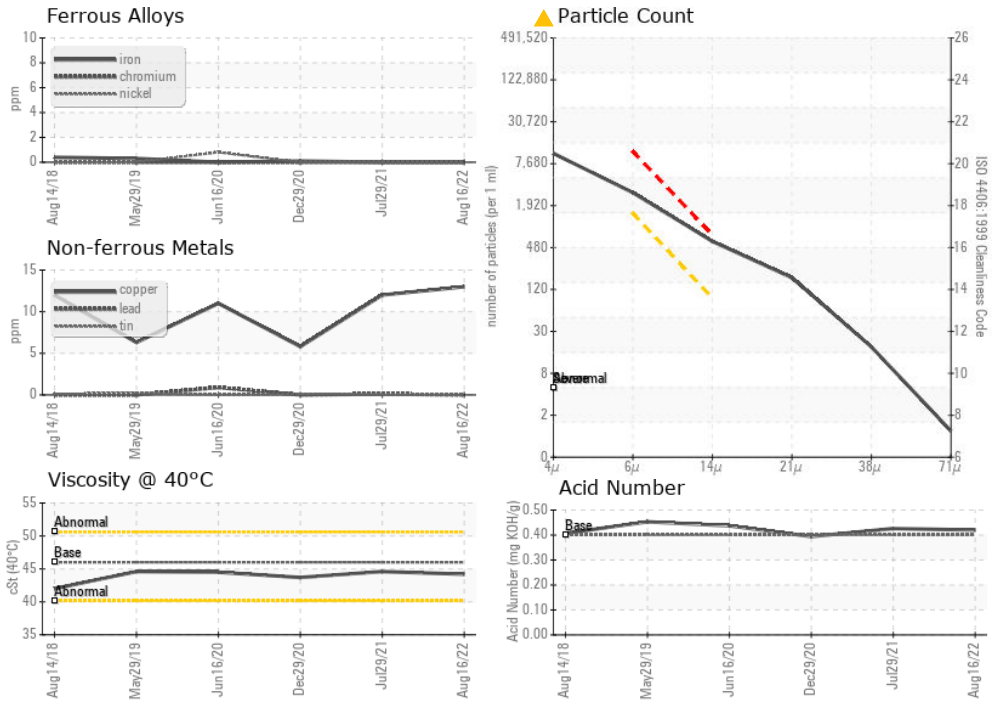 Ferrous Alloys
ppm
10
8
6
4
2
0
iron
chromium
nickel
Aug14/18
May29/19
Jun16/20
Dec29/20
Jul29/21
Aug16/22
Non-ferrous Metals
ppm
15
10
5
0
copper
lead
tin
Aug14/18
May29/19
Jun16/20
Dec29/20
Jul29/21
Aug16/22
Viscosity @ 40°C
cSt (40°C)
55
50
45
40
35
Abnormal
Base
Abnormal
Aug14/18
May29/19
Jun16/20
Dec29/20
Jul29/21
Aug16/22
Particle Count
number of particles (per 1 ml)
491,520
122,880
30,720
7,680
1,920
480
120
30
8
2
0
Abnormal
4µ
6µ
14µ
21µ
38µ
71µ
26
24
22
20
18
16
14
12
10
8
6
ISO 4406:1999 Cleanliness Code
Acid Number
Acid Number (mg KOH/g)
0.50
0.40
0.30
0.20
0.10
0.00
Base
Aug14/18
May29/19
Jun16/20
Dec29/20
Jul29/21
Aug16/22